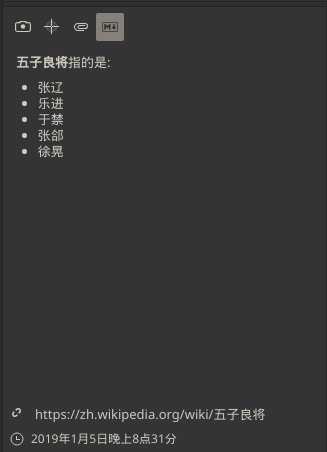 五子良将指的是:
张辽
乐进
于禁
张郃
徐晃
https://zh.wikipedia.org/wiki/五子良将
2019年1月5日晚上8点31分